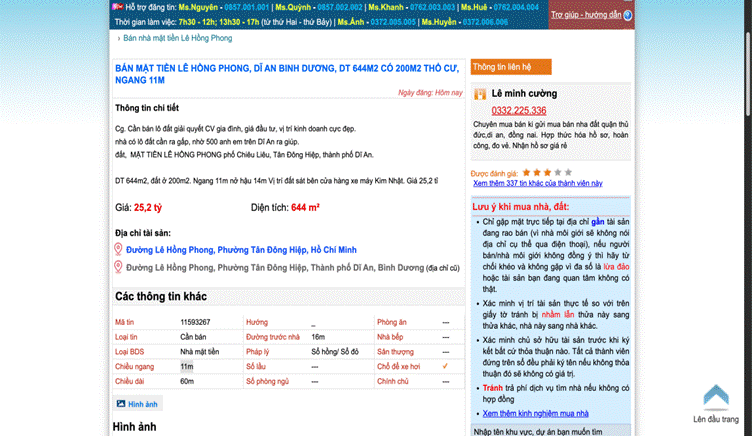 Hỗ trợ đăng tin: Ms.Nguyên - 0857.001.001 | Ms.Quỳnh - 0857.002.002 | Ms.Khanh - 0762.003.003 | Ms.Huê - 0762.004.004
Thời gian làm việc: 7h30 - 12h; 13h30 - 17h (từ thứ Hai - thứ Bảy) | Ms.Ánh - 0372.005.005 | Ms.Huyền - 0372.006.006
Trợ giúp - hướng dẫn
› Bán nhà mặt tiền Lê Hồng Phong
BÁN MẶT TIỀN LÊ HỒNG PHONG, DĨ AN BINH DƯƠNG, DT 644M2 CÓ 200M2 THỔ CƯ,
NGANG 11M
Ngày đăng: Hôm nay
Thông tin chi tiết
Cg. Cần bán lô đất giải quyết CV gia đình, giá đầu tư, vị trí kinh doanh cực đẹp.
nhà có lô đất cần ra gấp, nhờ 500 anh em trên Dĩ An ra giúp.
đất, MẶT TIỀN LÊ HỒNG PHONG phố Chiêu Liêu, Tân Đông Hiệp, thành phố Dĩ An.
DT 644m2, đất ở 200m2. Ngang 11m nở hậu 14m Vị trí đất sát bên cửa hàng xe máy Kim Nhật. Giá 25,2 tỉ
Giá: 25,2 tỷ Diện tích: 644 m²
Địa chỉ tài sản:
Đường Lê Hồng Phong, Phường Tân Đông Hiệp, Hồ Chí Minh
Đường Lê Hồng Phong, Phường Tân Đông Hiệp, Thành phố Dĩ An, Bình Dương (địa chỉ cũ)
Các thông tin khác
Mã tin 11593267 Hướng _ Phòng ăn ---
Loại tin Cần bán Đường trước nhà 16m Nhà bếp ---
Loại BDS Nhà mặt tiền Pháp lý Sổ hồng/ Sổ đỏ Sân thượng ---
Chiều ngang 11m Số lầu --- Chổ để xe hơi ✓
Chiều dài 60m Số phòng ngủ --- Chính chủ ---
Hình ảnh
Hình ảnh
Thông tin liên hệ
Lê minh cường
0332.225.336
Chuyên mua bán kí gửi mua bán nha đất quận thủ
đức,di an, đồng nai. Hợp thức hóa hồ sơ, hoàn
công, đo vẻ. Nhận hồ sơ giá rẻ
Được đánh giá:
Xem thêm 337 tin khác của thành viên này
Lưu ý khi mua nhà, đất:
• Chỉ gặp mặt trực tiếp tại địa chỉ gần tài sản
đang rao bán (vì nhà môi giới sẽ không nói
địa chỉ cụ thể qua điện thoại), nếu người
bán/nhà môi giới không đồng ý thì hãy từ
chối khéo và không gặp vì đa số là lừa đảo
hoặc tài sản bạn đang quan tâm không có
thật.
• Xác minh vị trí tài sản thực tế so với trên
giấy tờ tránh bị nhầm lẫn thửa này sang
thửa khác, nhà này sang nhà khác.
• Xác minh chủ sở hữu tài sản trước khi ký
kết bất cứ thỏa thuận nào. Tất cả thành viên
đứng trên sổ đều phải ký tên nếu không thỏa
thuận đó sẽ không có giá trị.
• Tránh trả phí dịch vụ tìm nhà nếu không có
hợp đồng
• Xem thêm kinh nghiệm mua nhà
Nhập tên khu vực, dự án bạn muốn tìm
Lên đầu trang